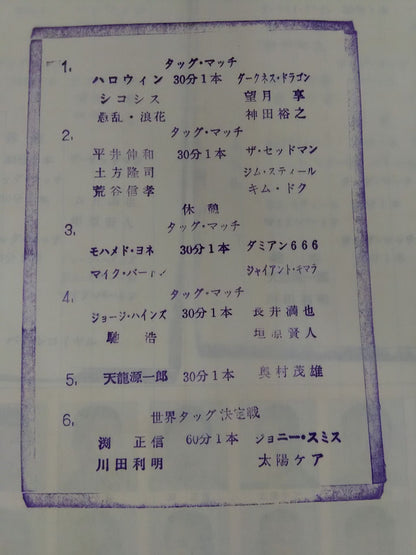 1. タッグ・マッチ
ハロウィン 30分1本 ダークネス・ドラゴン
シコシス 望月 享
愚乱・浪花 神田裕之
2. タッグ・マッチ
平井伸和 30分1本 ザ・セッドマン
土方隆司 ジム・スティール
荒谷信孝 キム・ドク
休憩
3. タッグ・マッチ
モハメド・ヨネ 30分1本 ダミアン666
マイク・バートン ジャイアント・キマラ
4. タッグ・マッチ
ジョージ・ハインズ 30分1本 長井満也
馳 浩 垣原賢人
5. 天龍源一郎 30分1本 奥村茂雄
6. 世界タッグ決定戦
渕 正信 60分1本 ジョニー・スミス
川田利明 太陽ケア